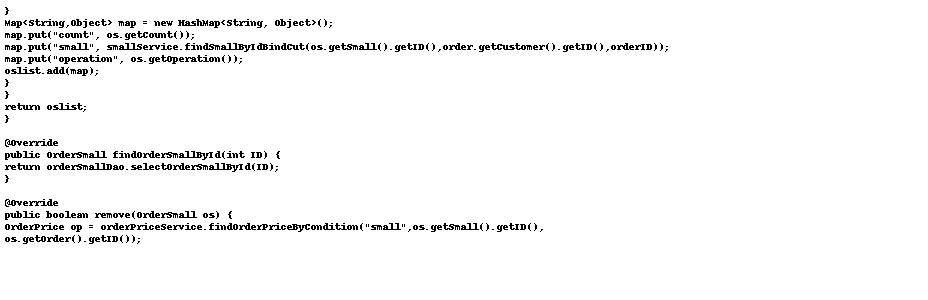 }
Map<String,Object> map = new HashMap<String, Object>();
map.put("count", os.getCount());
map.put("small", smallService.findSmallByIdBindCut(os.getSmall().getID(),order.getCustomer().getID(),orderID));
map.put("operation", os.getOperation());
oslist.add(map);
}
}
return oslist;
}
@Override
public OrderSmall findOrderSmallById(int ID) {
return orderSmallDao.selectOrderSmallById(ID);
}
@Override
public boolean remove(OrderSmall os) {
OrderPrice op = orderPriceService.findOrderPriceByCondition("small",os.getSmall().getID(),
os.getOrder().getID());